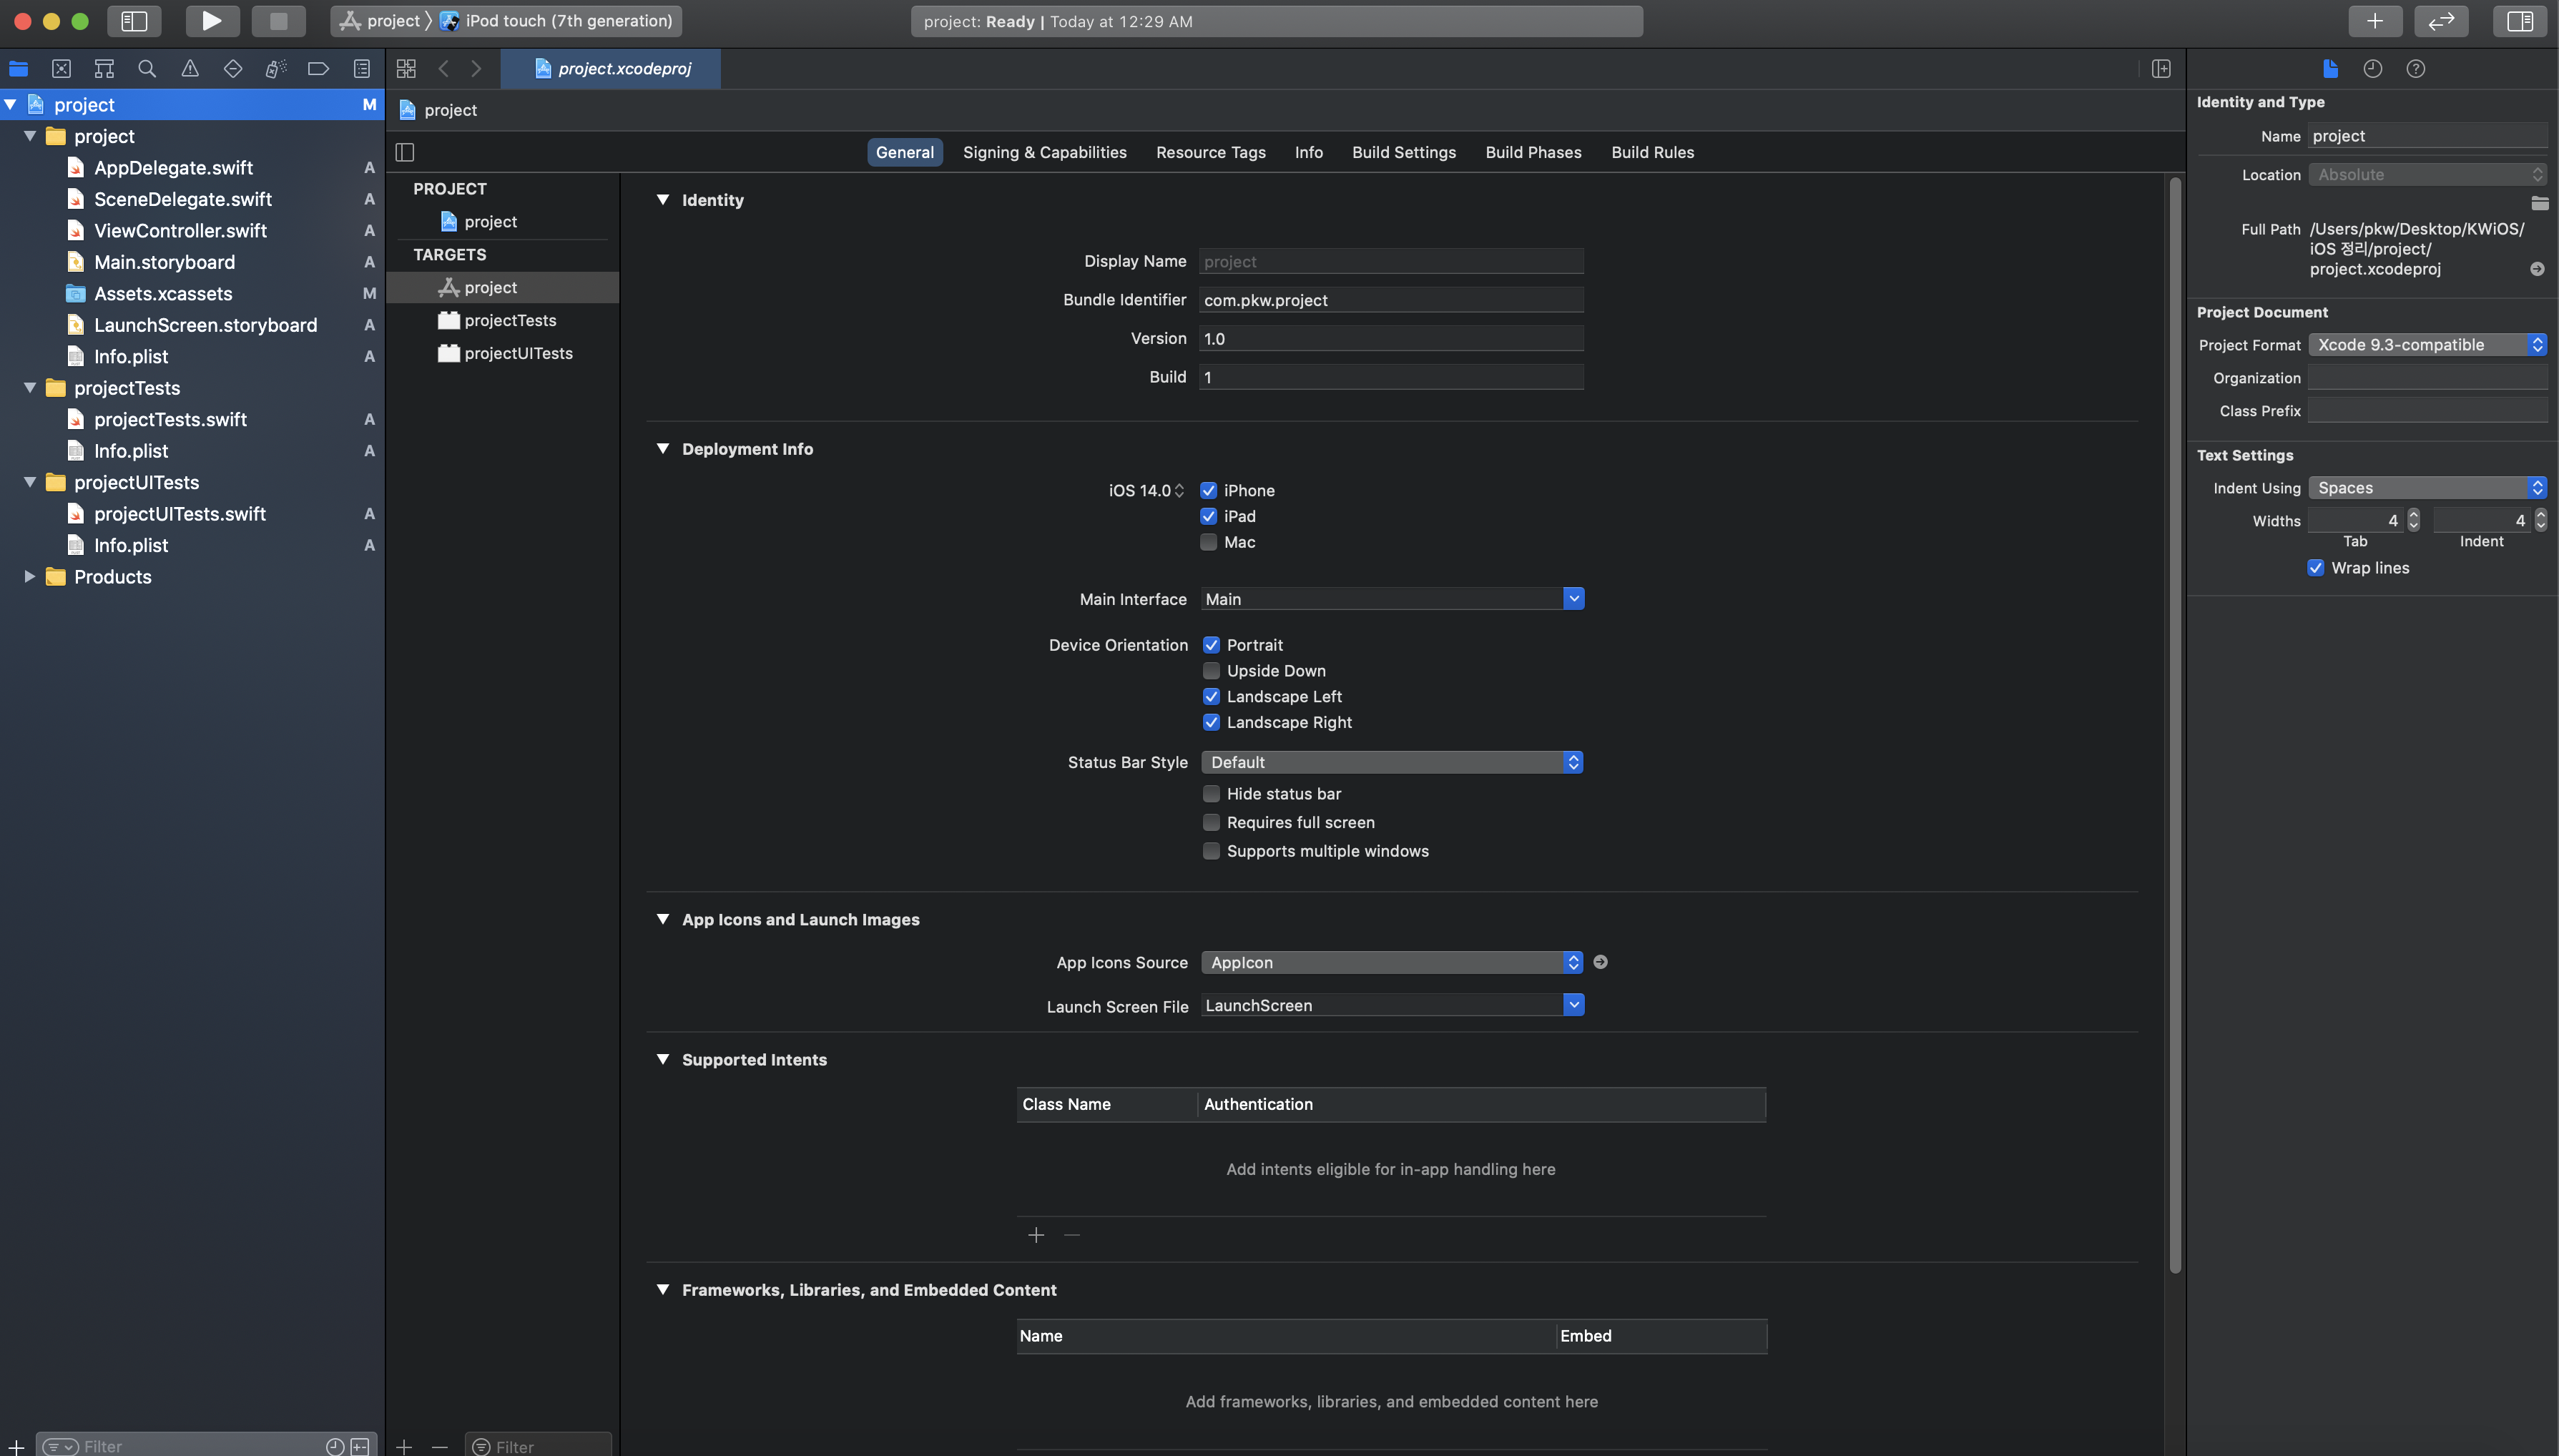 project
iPod touch (7th generation)
project: Ready | Today at 12:29 AM
project.xcodeproj
project M
project
AppDelegate.swift A
SceneDelegate.swift A
ViewController.swift A
Main.storyboard A
Assets.xcassets M
LaunchScreen.storyboard A
Info.plist A
projectTests
projectTests.swift A
Info.plist A
projectUITests
projectUITests.swift A
Info.plist A
Products
Filter
project
General Signing & Capabilities Resource Tags Info Build Settings Build Phases Build Rules
PROJECT
project
TARGETS
project
projectTests
projectUITests
Filter
Identity
Display Name project
Bundle Identifier com.pkw.project
Version 1.0
Build 1
Deployment Info
iOS 14.0 iPhone
iPad
Mac
Main Interface Main
Device Orientation Portrait
Upside Down
Landscape Left
Landscape Right
Status Bar Style Default
Hide status bar
Requires full screen
Supports multiple windows
App Icons and Launch Images
App Icons Source AppIcon
Launch Screen File LaunchScreen
Supported Intents
Class Name Authentication
Add intents eligible for in-app handling here
Frameworks, Libraries, and Embedded Content
Name Embed
Add frameworks, libraries, and embedded content here
Identity and Type
Name project
Location Absolute
Full Path /Users/pkw/Desktop/KWiOS/
iOS 정리/project/
project.xcodeproj
Project Document
Project Format Xcode 9.3-compatible
Organization
Class Prefix
Text Settings
Indent Using Spaces
Widths 4 4
Tab Indent
Wrap lines